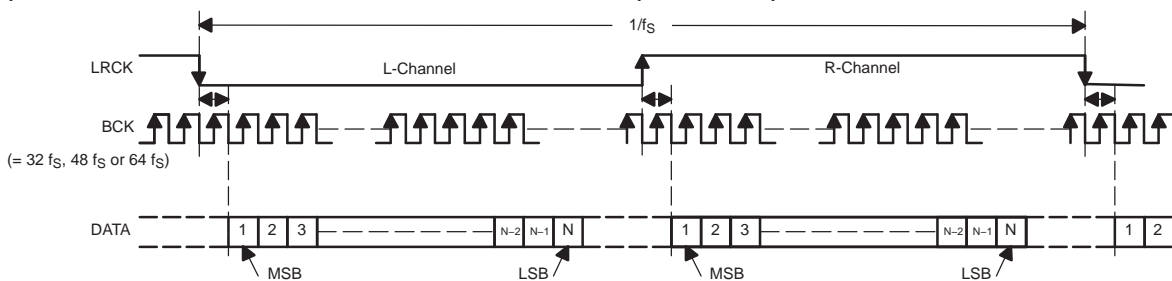 1/fS
LRCK
L-Channel
R-Channel
BCK
(= 32 fS, 48 fS or 64 fS)
DATA
1 2 3 N–2 N–1 N 1 2 3 N–2 N–1 N 1 2
MSB LSB MSB LSB